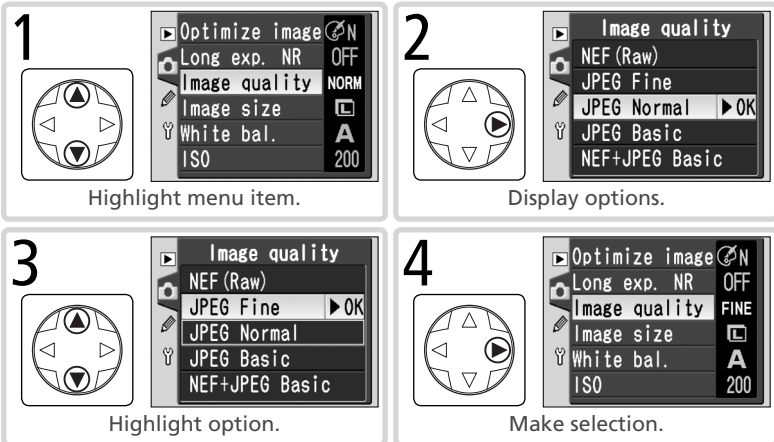 1
Optimize image N
Long exp. NR OFF
Image quality NORM
Image size L
White bal. A
ISO 200
Highlight menu item.
2
Image quality
NEF(Raw)
JPEG Fine
JPEG Normal ▶OK
JPEG Basic
NEF+JPEG Basic
Display options.
3
Image quality
NEF(Raw)
JPEG Fine ▶OK
JPEG Normal
JPEG Basic
NEF+JPEG Basic
Highlight option.
4
Optimize image N
Long exp. NR OFF
Image quality FINE
Image size L
White bal. A
ISO 200
Make selection.